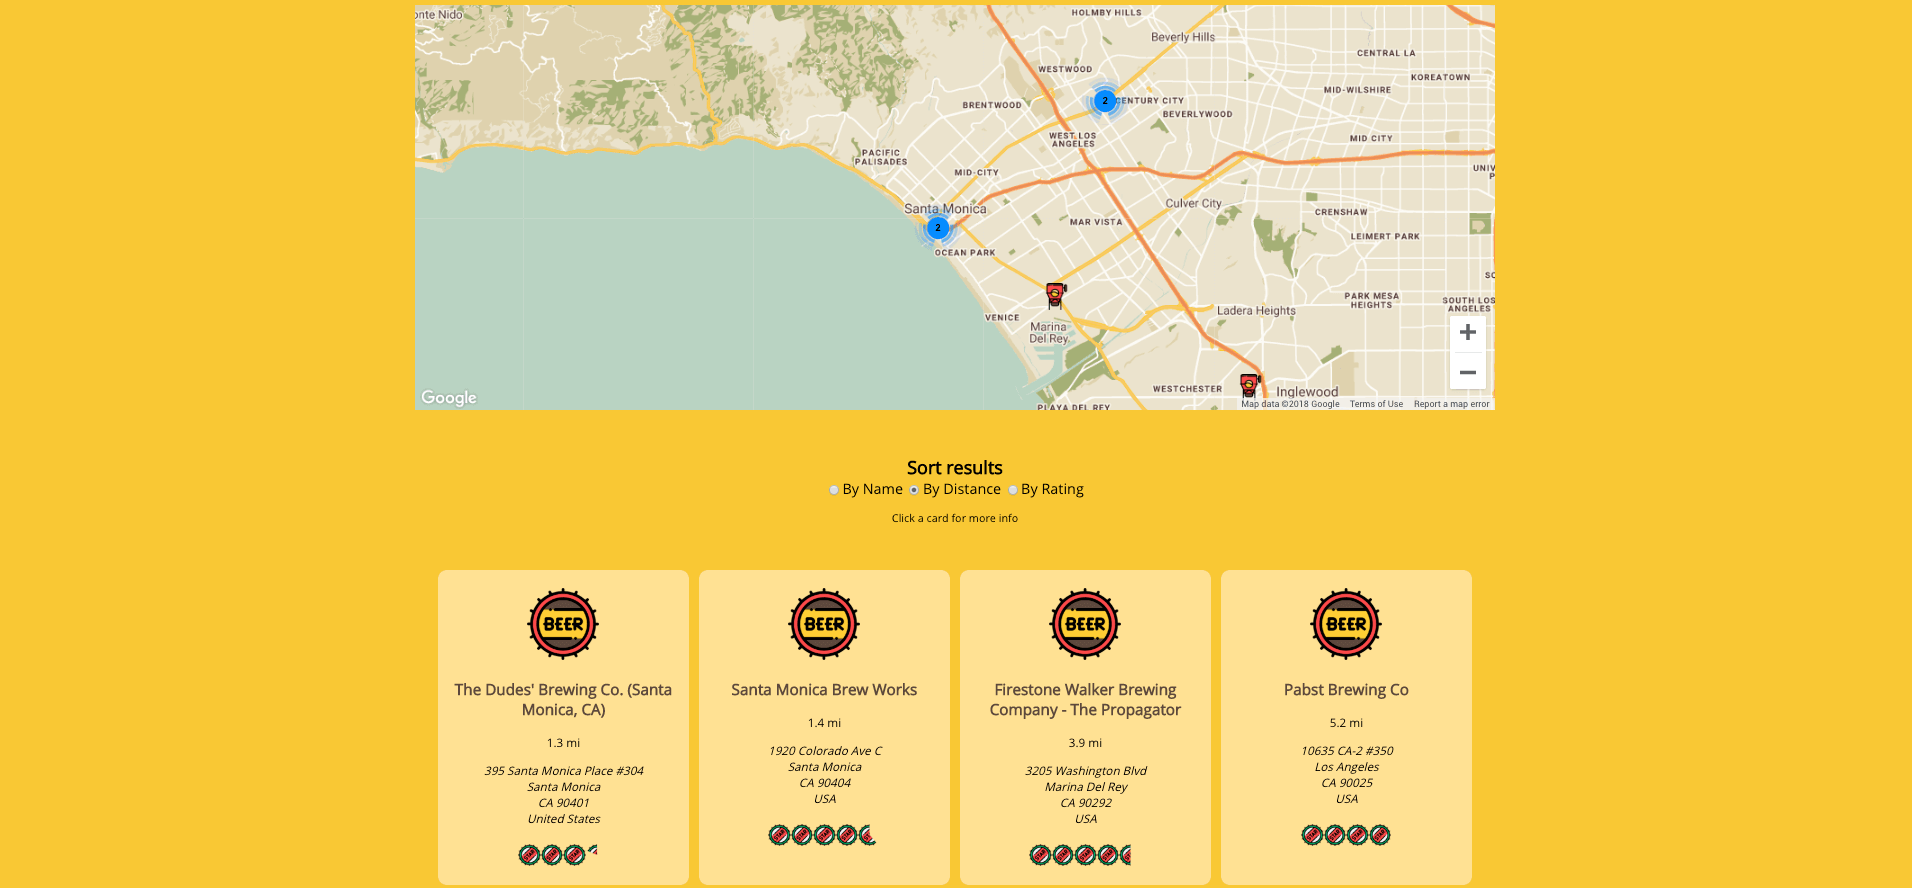 onte Nido
HOLMBY HILLS
Beverly Hills
CENTRAL LA
WESTWOOD
KOREATOWN
MID-WILSHIRE
BRENTWOOD
2
CENTURY CITY
BEVERLYWOOD
WEST LOS
ANGELES
MID CITY
PACIFIC
PALISADES
MID-CITY
UNIV
P
Santa Monica
Culver City
CRENSHAW
MAR VISTA
2
LEIMERT PARK
OCEAN PARK
SO
PARK MESA
HEIGHTS
SOUTH LOS
ANGELES
Ladera Heights
VENICE
Marina
Del Rey
+
−
WESTCHESTER
Inglewood
PLAYA DEL REY
Google
Map data ©2018 Google
Terms of Use
Report a map error
Sort results
By Name By Distance By Rating
Click a card for more info
BEER
The Dudes' Brewing Co. (Santa
Monica, CA)
1.3 mi
395 Santa Monica Place #304
Santa Monica
CA 90401
United States
BEER
Santa Monica Brew Works
1.4 mi
1920 Colorado Ave C
Santa Monica
CA 90404
USA
BEER
Firestone Walker Brewing
Company - The Propagator
3.9 mi
3205 Washington Blvd
Marina Del Rey
CA 90292
USA
BEER
Pabst Brewing Co
5.2 mi
10635 CA-2 #350
Los Angeles
CA 90025
USA